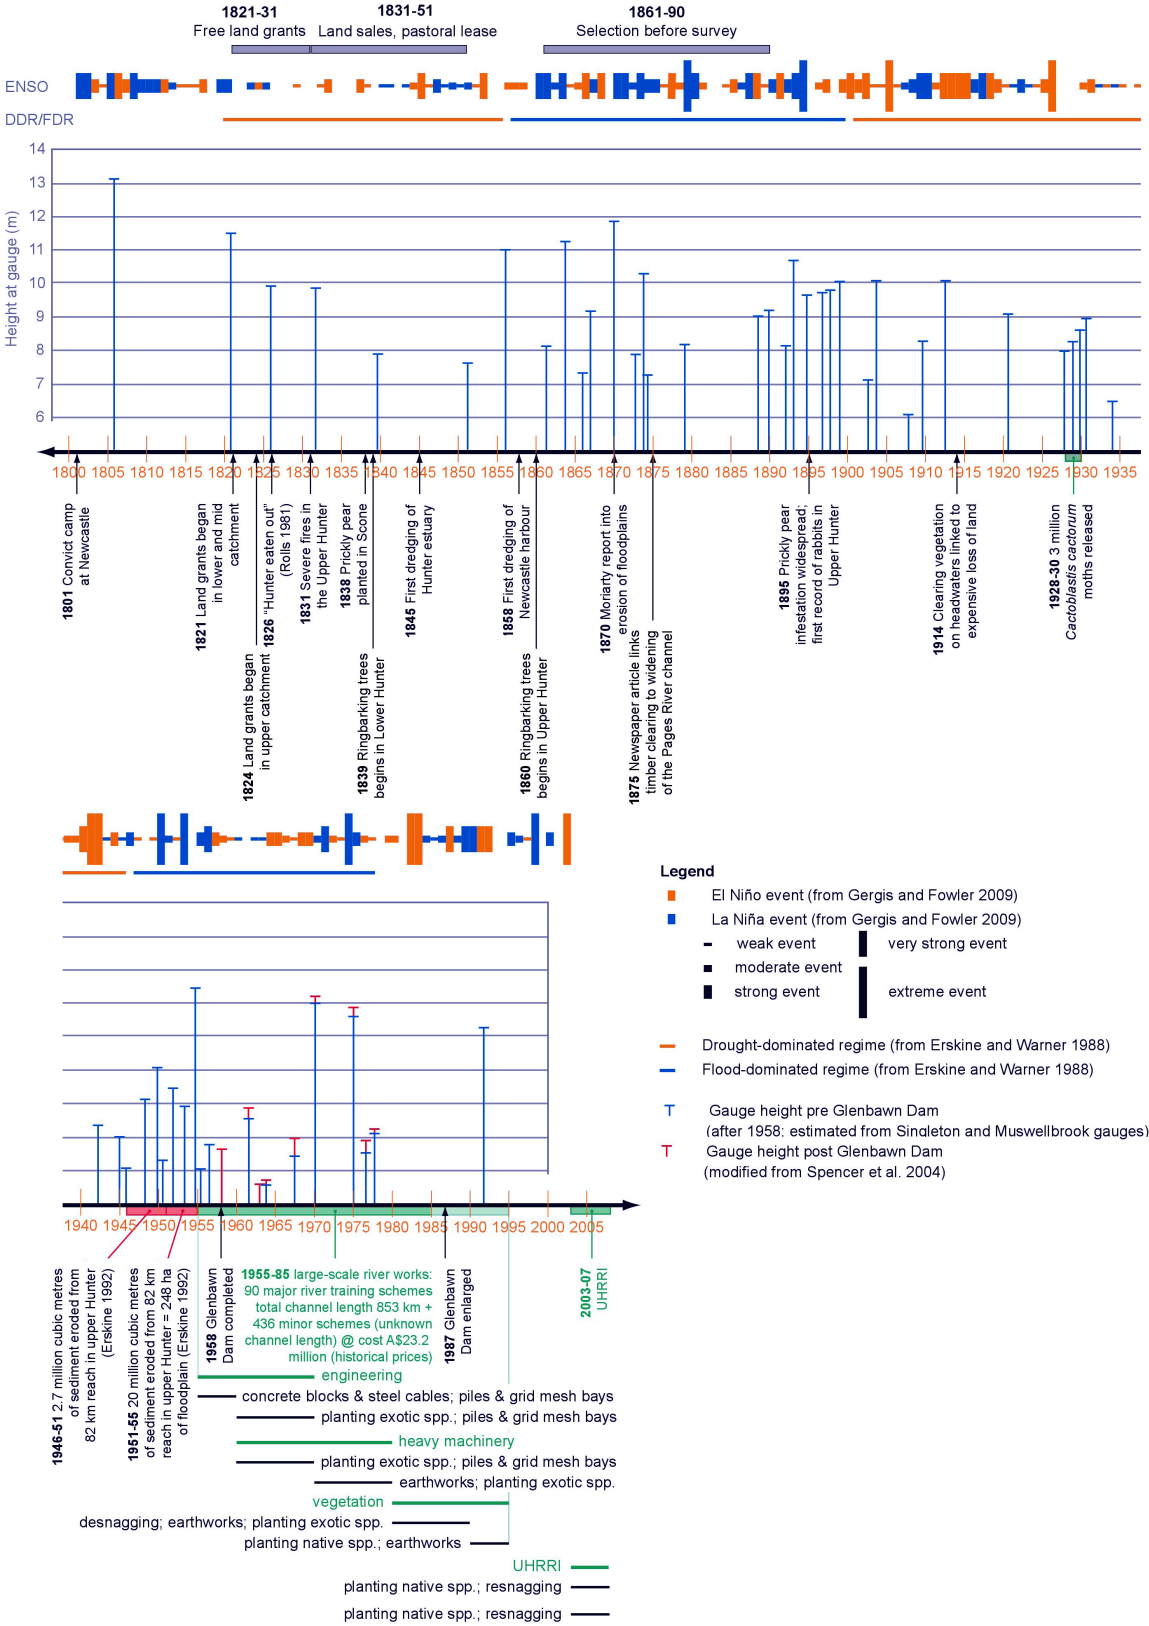 1821-31
Free land grants
1831-51
Land sales, pastoral lease
1861-90
Selection before survey
ENSO
DDR/FDR
Height at gauge (m)
14
13
12
11
10
9
8
7
6
1800 1805 1810 1815 1820 1825 1830 1835 1840 1845 1850 1855 1860 1865 1870 1875 1880 1885 1890 1895 1900 1905 1910 1915 1920 1925 1930 1935
1801 Convict camp
at Newcastle
1821 Land grants began
in lower and mid
catchment
1824 Land grants began
in upper catchment
1826 "Hunter eaten out"
(Rolls 1981)
1831 Severe fires in
the Upper Hunter
1838 Prickly pear
planted in Scone
1839 Ringbarking trees
begins in Lower Hunter
1845 First dredging of
Hunter estuary
1858 First dredging of
Newcastle harbour
1860 Ringbarking trees
begins in Upper Hunter
1870 Moriarty report into
erosion of floodplains
1875 Newspaper article links
timber clearing to widening
of the Pages River channel
1895 Prickly pear
infestation widespread;
first record of rabbits in
Upper Hunter
1914 Clearing vegetation
on headwaters linked to
expensive loss of land
1928-30 3 million
Cactoblastis cactorum
moths released
Legend
El Niño event (from Gergis and Fowler 2009)
La Niña event (from Gergis and Fowler 2009)
weak event
very strong event
moderate event
strong event
extreme event
Drought-dominated regime (from Erskine and Warner 1988)
Flood-dominated regime (from Erskine and Warner 1988)
Gauge height pre Glenbawn Dam
(after 1958: estimated from Singleton and Muswellbrook gauges)
Gauge height post Glenbawn Dam
(modified from Spencer et al. 2004)
1940 1945 1950 1955 1960 1965 1970 1975 1980 1985 1990 1995 2000 2005
1946-51 2.7 million cubic metres
of sediment eroded from
82 km reach in upper Hunter
(Erskine 1992)
1951-55 20 million cubic metres
of sediment eroded from 82 km
reach in upper Hunter = 248 ha
of floodplain (Erskine 1992)
1958 Glenbawn
Dam completed
1955-85 large-scale river works:
90 major river training schemes
total channel length 853 km +
436 minor schemes (unknown
channel length) @ cost A$23.2
million (historical prices)
1987 Glenbawn
Dam enlarged
2003-07
UHRRI
engineering
concrete blocks & steel cables; piles & grid mesh bays
planting exotic spp.; piles & grid mesh bays
heavy machinery
planting exotic spp.; piles & grid mesh bays
earthworks; planting exotic spp.
vegetation
desnagging; earthworks; planting exotic spp.
planting native spp.; earthworks
UHRRI
planting native spp.; resnagging
planting native spp.; resnagging